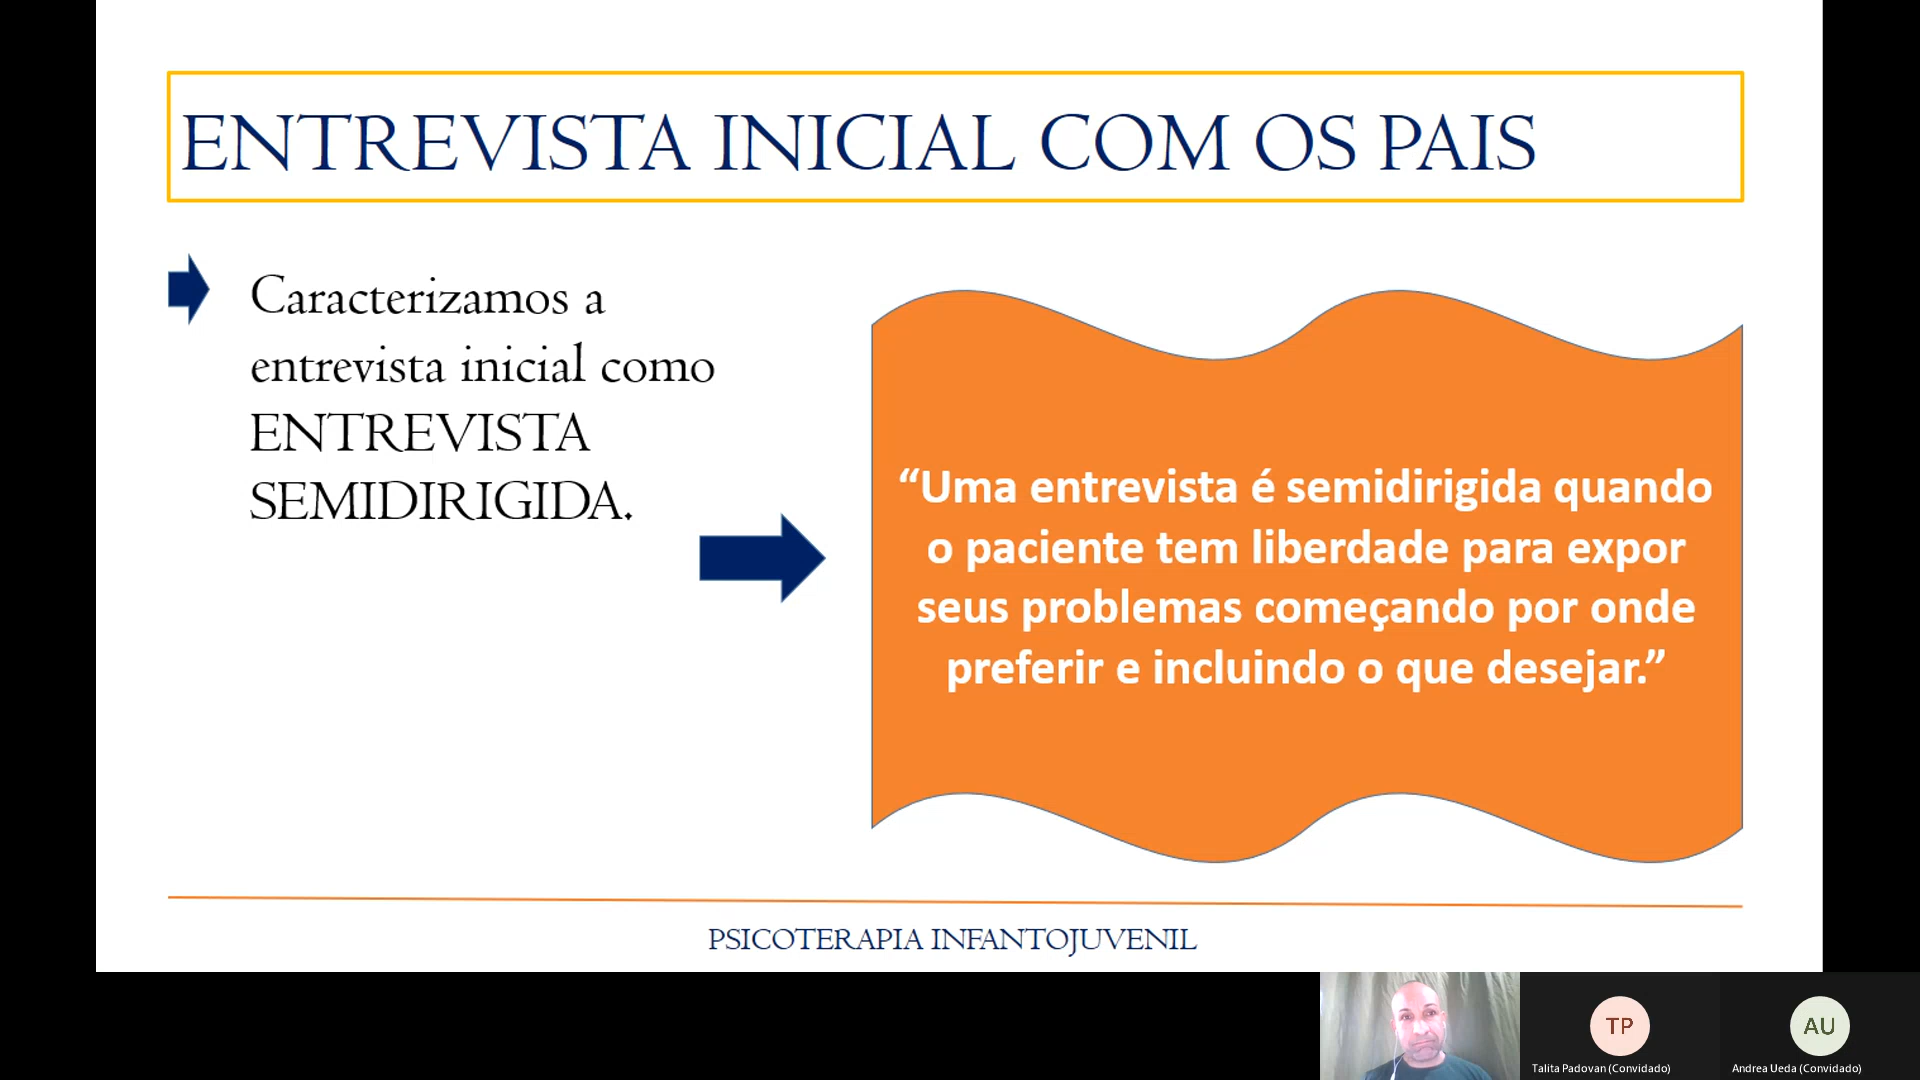 ENTREVISTA INICIAL COM OS PAIS
Caracterizamos a
entrevista inicial como
ENTREVISTA
SEMIDIRIGIDA.
“Uma entrevista é semidirigida quando
o paciente tem liberdade para expor
seus problemas começando por onde
preferir e incluindo o que desejar.”
PSICOTERAPIA INFANTOJUVENIL
TP
AU
Talita Padovan (Convidado)
Andrea Ueda (Convidado)